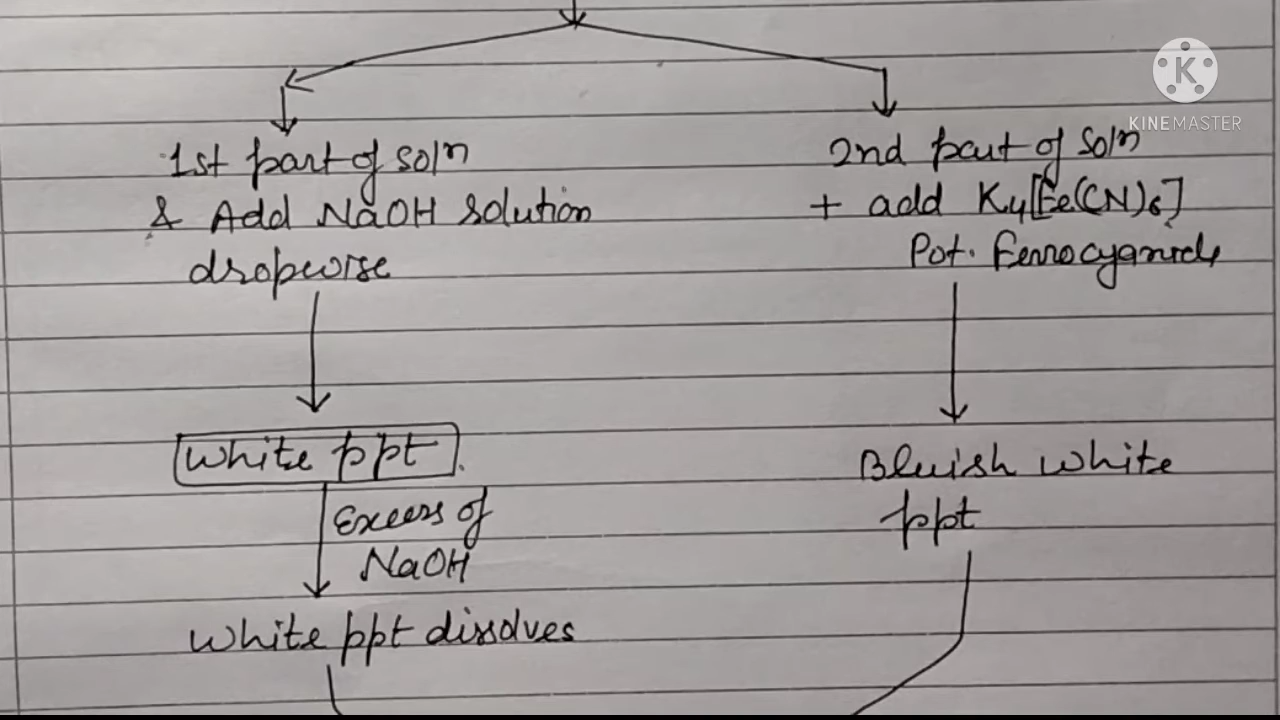 1st part of soln
& Add NaOH solution
dropwise
White ppt.
Excess of
NaOH
White ppt dissolves
2nd part of soln
+ add K4[Fe(CN)6]
Pot. Ferrocyanide
Bluish white
ppt
KINEMASTER